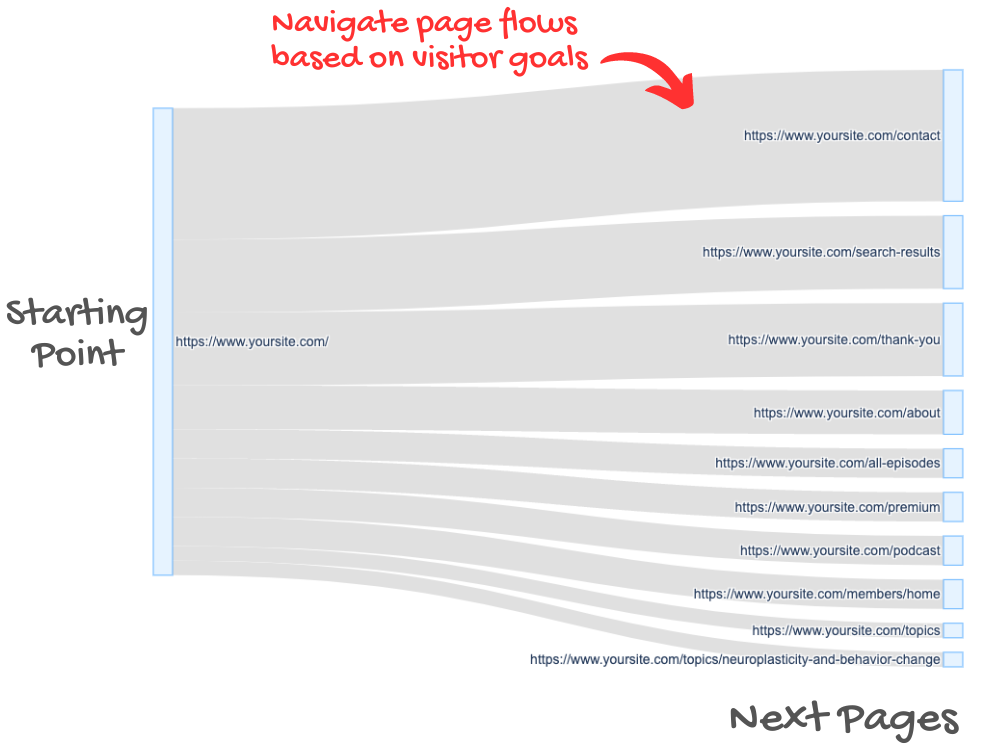 Navigate page flows
based on visitor goals
https://www.yoursite.com/contact
https://www.yoursite.com/search-results
Starting
Point
https://www.yoursite.com/
https://www.yoursite.com/thank-you
https://www.yoursite.com/about
https://www.yoursite.com/all-episodes
https://www.yoursite.com/premium
https://www.yoursite.com/podcast
https://www.yoursite.com/members/home
https://www.yoursite.com/topics
https://www.yoursite.com/topics/neuroplasticity-and-behavior-change
Next Pages